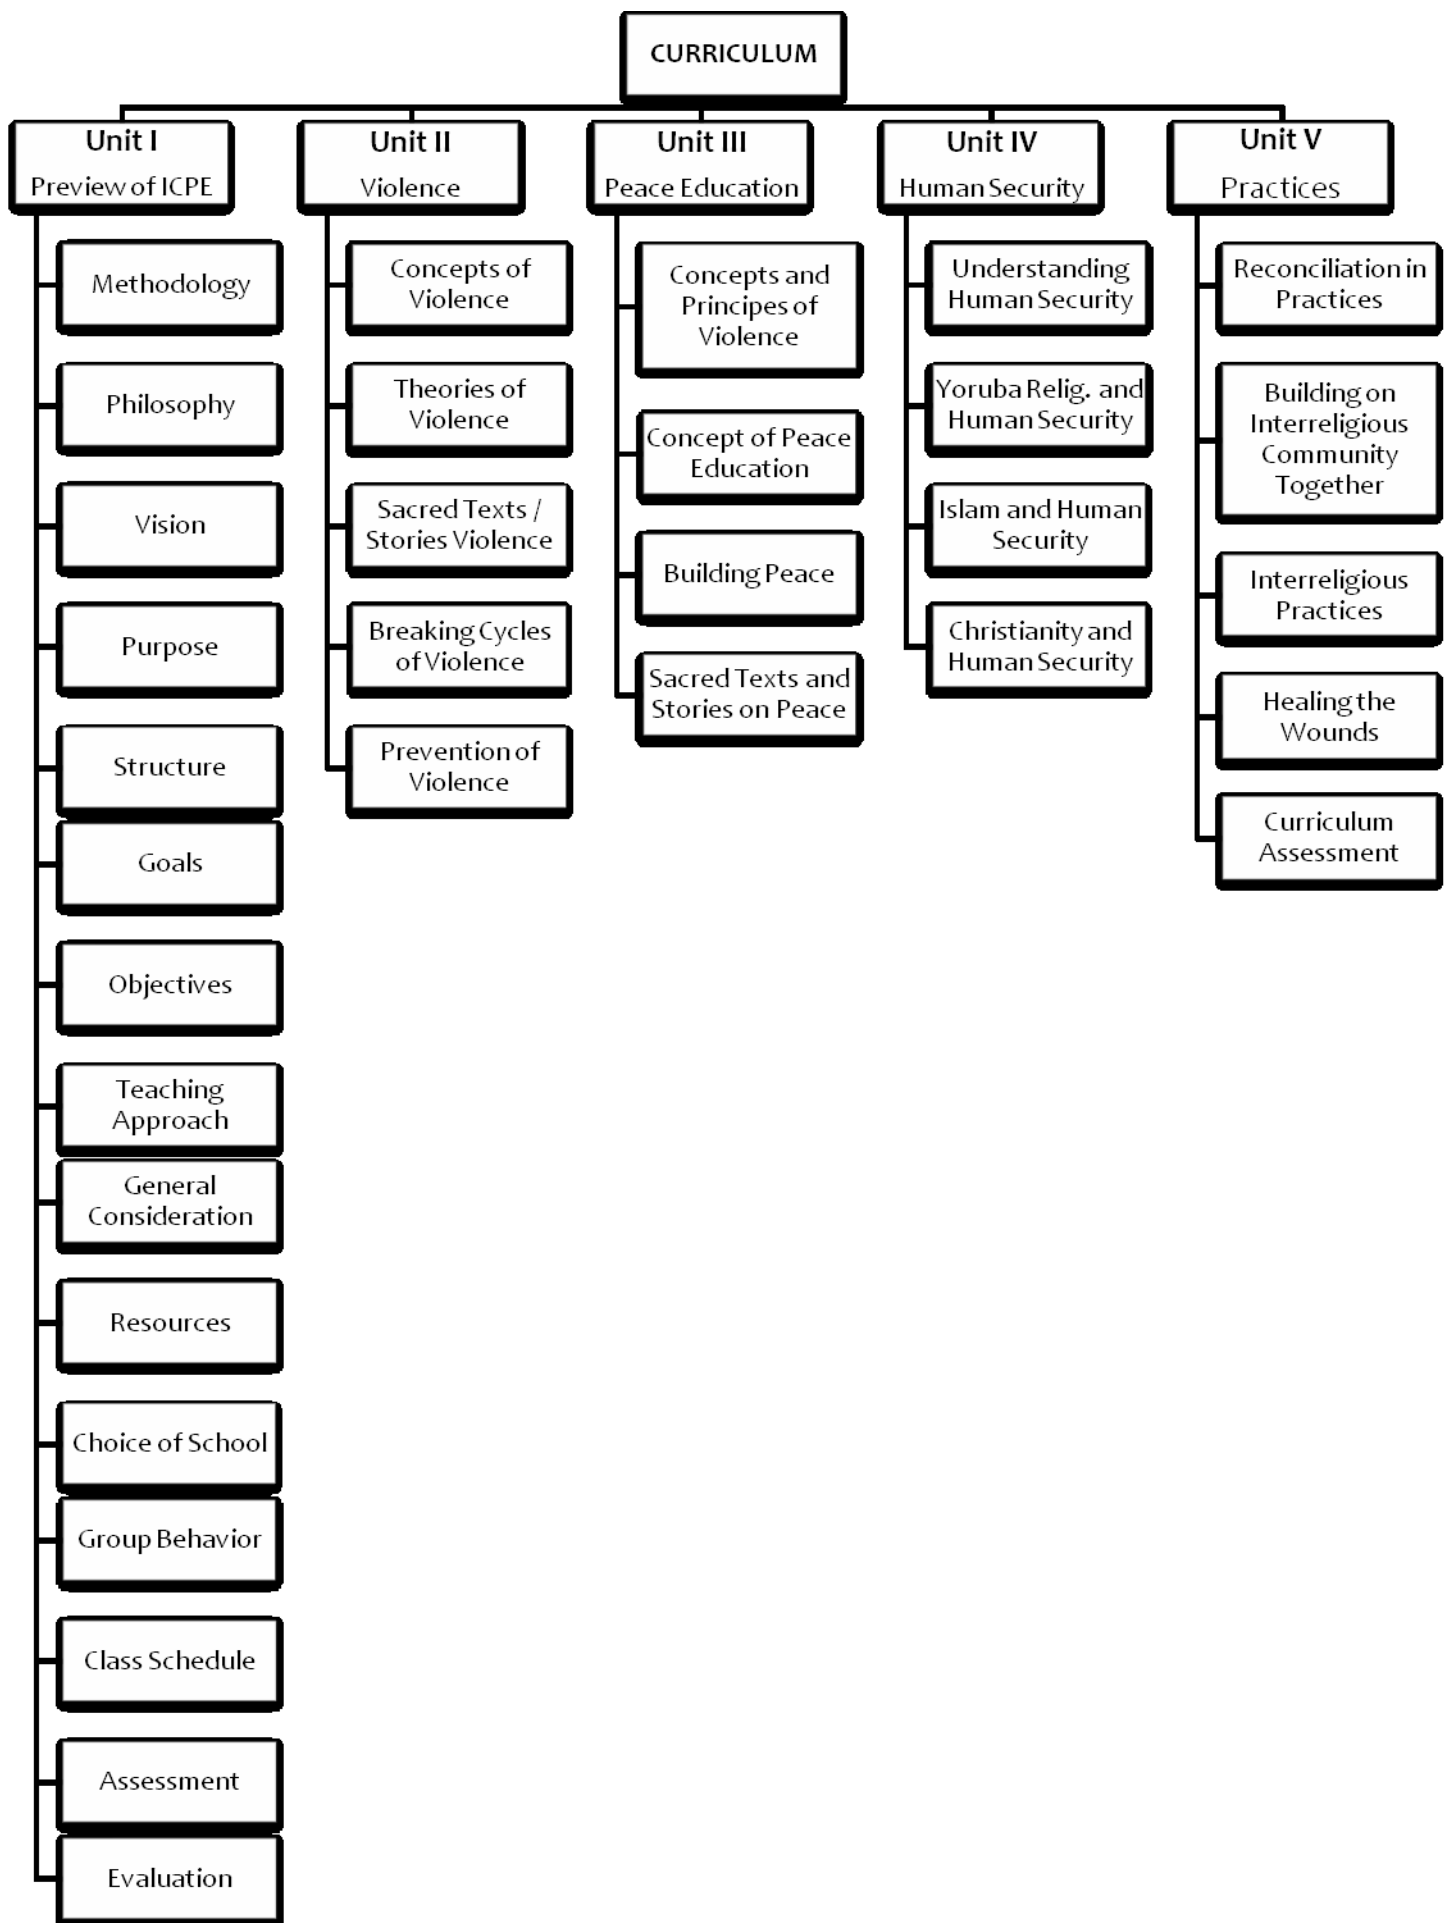 CURRICULUM
Unit I
Preview of ICPE
Methodology
Philosophy
Vision
Purpose
Structure
Goals
Objectives
Teaching
Approach
General
Consideration
Resources
Choice of School
Group Behavior
Class Schedule
Assessment
Evaluation
Unit II
Violence
Concepts of
Violence
Theories of
Violence
Sacred Texts /
Stories Violence
Breaking Cycles
of Violence
Prevention of
Violence
Unit III
Peace Education
Concepts and
Principes of
Violence
Concept of Peace
Education
Building Peace
Sacred Texts and
Stories on Peace
Unit IV
Human Security
Understanding
Human Security
Yoruba Relig. and
Human Security
Islam and Human
Security
Christianity and
Human Security
Unit V
Practices
Reconciliation in
Practices
Building on
Interreligious
Community
Together
Interreligious
Practices
Healing the
Wounds
Curriculum
Assessment